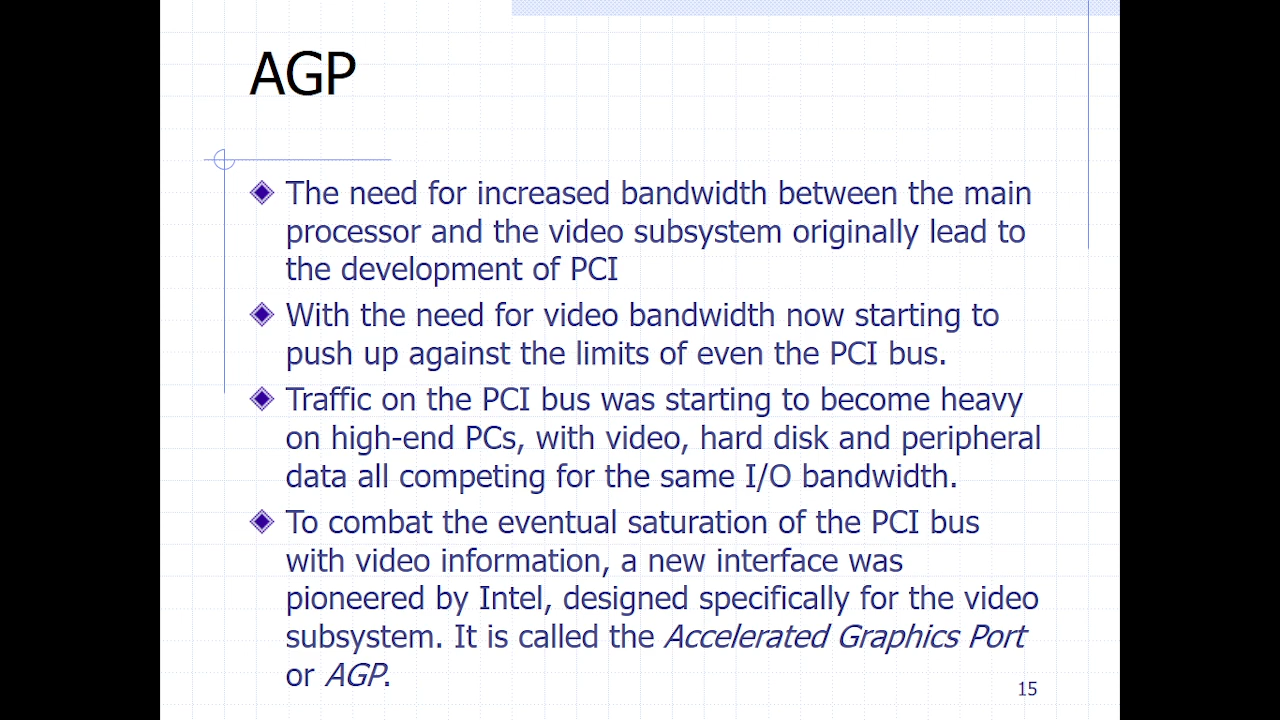 AGP
The need for increased bandwidth between the main
processor and the video subsystem originally lead to
the development of PCI
With the need for video bandwidth now starting to
push up against the limits of even the PCI bus.
Traffic on the PCI bus was starting to become heavy
on high-end PCs, with video, hard disk and peripheral
data all competing for the same I/O bandwidth.
To combat the eventual saturation of the PCI bus
with video information, a new interface was
pioneered by Intel, designed specifically for the video
subsystem. It is called the Accelerated Graphics Port
or AGP.
15